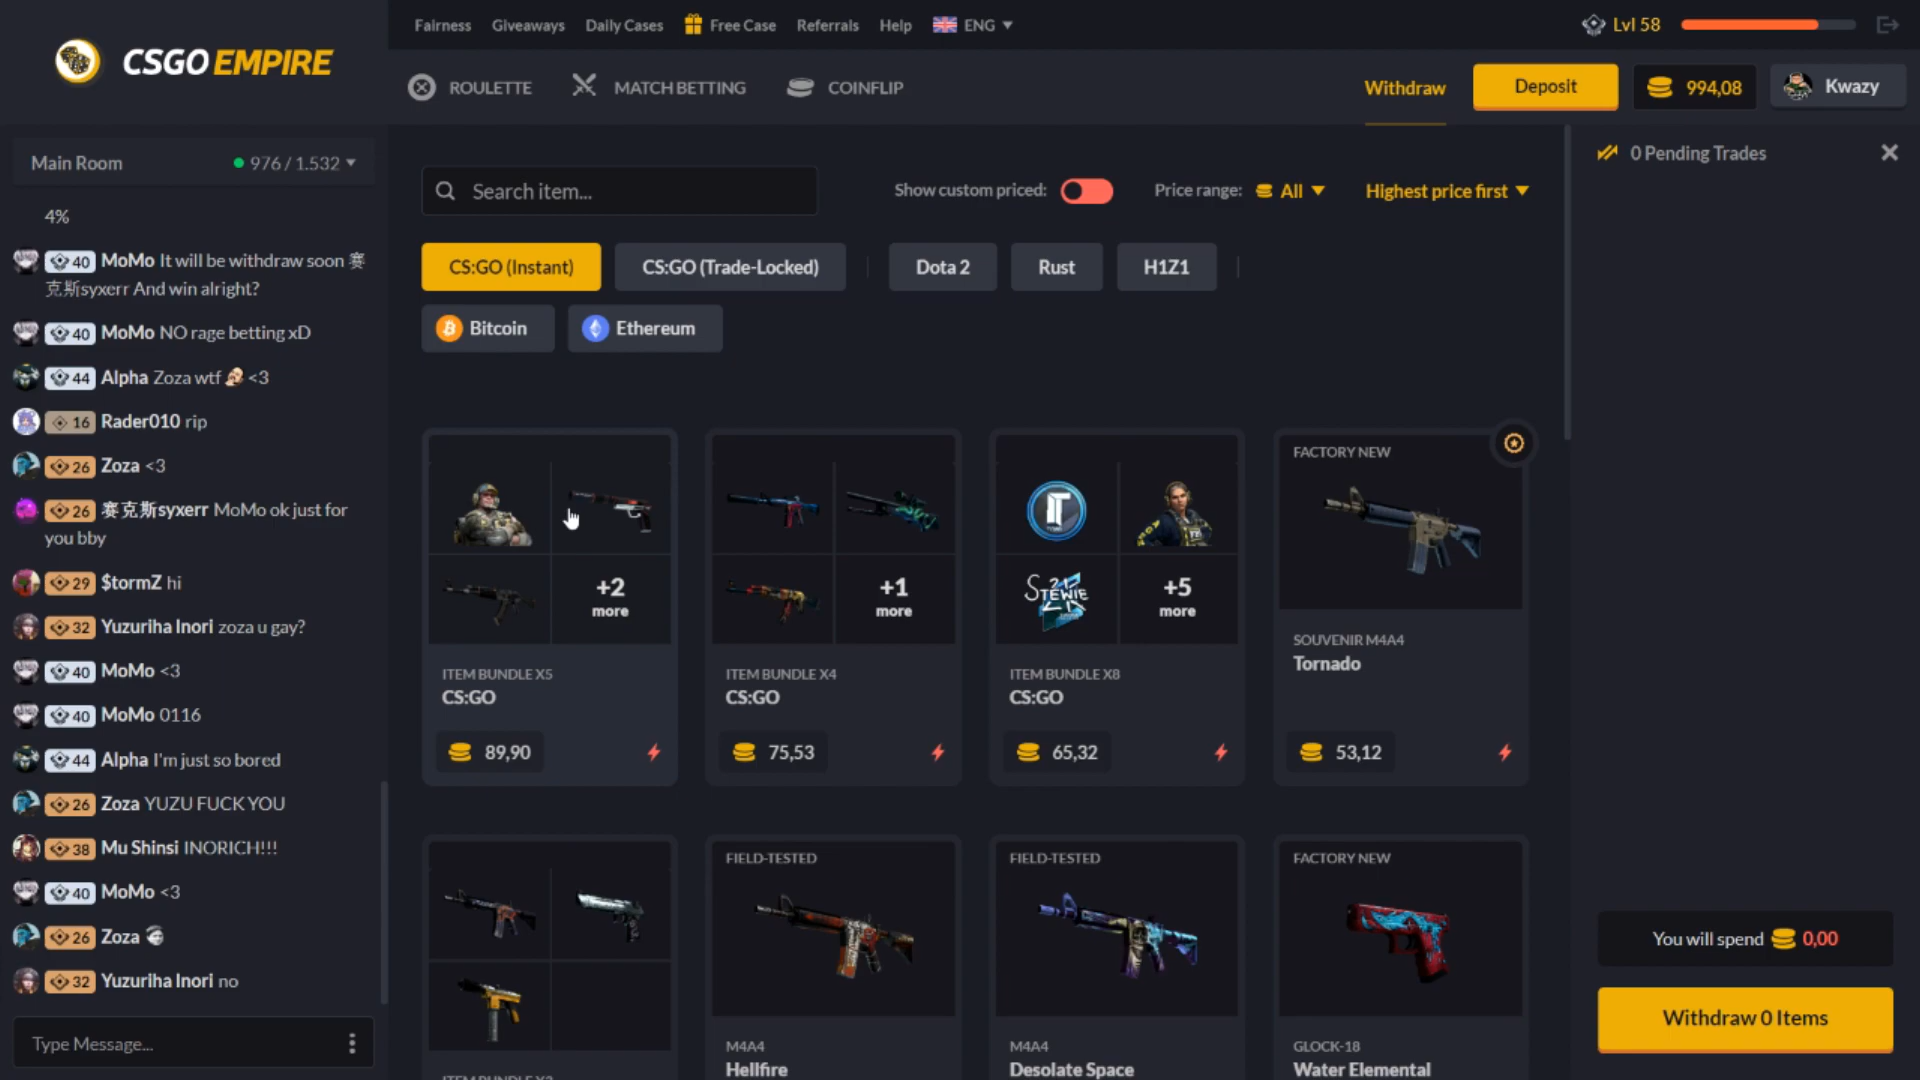 CSGOEMPIRE
Fairness Giveaways Daily Cases Free Case Referrals Help ENG
Lvl 58
ROULETTE MATCH BETTING COINFLIP
Withdraw Deposit 994,08 Kwazy
Main Room 976 / 1.532
4%
40 MoMo It will be withdraw soon 赛
克斯syxerr And win alright?
40 MoMo NO rage betting xD
44 Alpha Zoza wtf <3
16 Rader010 rip
26 Zoza <3
26 赛克斯syxerr MoMo ok just for
you bby
29 $tormZ hi
32 Yuzuriha Inori zoza u gay?
40 MoMo <3
40 MoMo 0116
44 Alpha I'm just so bored
26 Zoza YUZU FUCK YOU
38 Mu Shinsi INORICH!!!
40 MoMo <3
26 Zoza
32 Yuzuriha Inori no
Type Message...
Search item...
Show custom priced:
Price range: All
Highest price first
CS:GO (Instant) CS:GO (Trade-Locked) Dota 2 Rust H1Z1
Bitcoin Ethereum
+2
more
ITEM BUNDLE X5
CS:GO
89,90
+1
more
ITEM BUNDLE X4
CS:GO
75,53
STEWIE
+5
more
ITEM BUNDLE X8
CS:GO
65,32
FACTORY NEW
SOUVENIR M4A4
Tornado
53,12
FIELD-TESTED
M4A4
Hellfire
FIELD-TESTED
M4A4
Desolate Space
FACTORY NEW
GLOCK-18
Water Elemental
0 Pending Trades
You will spend 0,00
Withdraw 0 Items